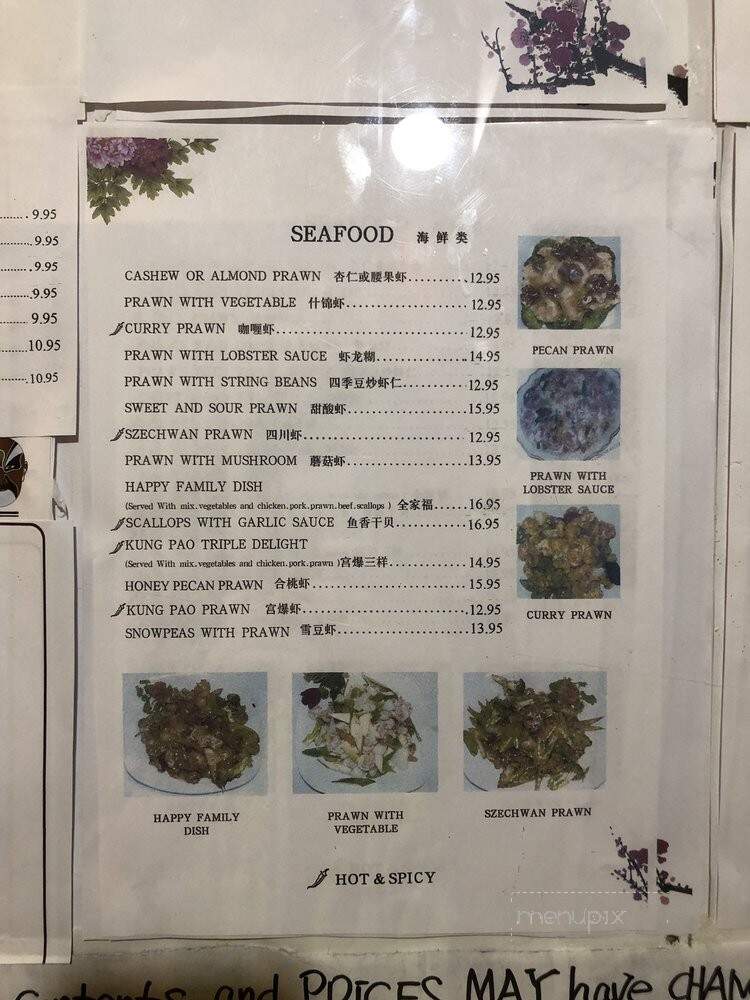 ........ 9.95
........ 9.95
........ 9.95
........ 9.95
........ 9.95
........ 10.95
........ 10.95
SEAFOOD 海鲜类
CASHEW OR ALMOND PRAWN 杏仁或腰果虾.......... 12.95
PRAWN WITH VEGETABLE 什锦虾.................... 12.95
CURRY PRAWN 咖喱虾............................... 12.95
PRAWN WITH LOBSTER SAUCE 虾龙糊.............. 14.95
PRAWN WITH STRING BEANS 四季豆炒虾仁.......... 12.95
SWEET AND SOUR PRAWN 甜酸虾................... 15.95
SZECHWAN PRAWN 四川虾.......................... 12.95
PRAWN WITH MUSHROOM 蘑菇虾.................... 13.95
HAPPY FAMILY DISH
(Served With mix.vegetables and chicken.pork.prawn.beef.scallops ) 全家福...... 16.95
SCALLOPS WITH GARLIC SAUCE 鱼香干贝........... 16.95
KUNG PAO TRIPLE DELIGHT
(Served With mix.vegetables and chicken.pork.prawn )宫爆三样.............. 14.95
HONEY PECAN PRAWN 合桃虾....................... 15.95
KUNG PAO PRAWN 宫爆虾.......................... 12.95
SNOWPEAS WITH PRAWN 雪豆虾.................... 13.95
PECAN PRAWN
PRAWN WITH
LOBSTER SAUCE
CURRY PRAWN
HAPPY FAMILY
DISH
PRAWN WITH
VEGETABLE
SZECHWAN PRAWN
HOT & SPICY
menupix
and PRICES MAY have